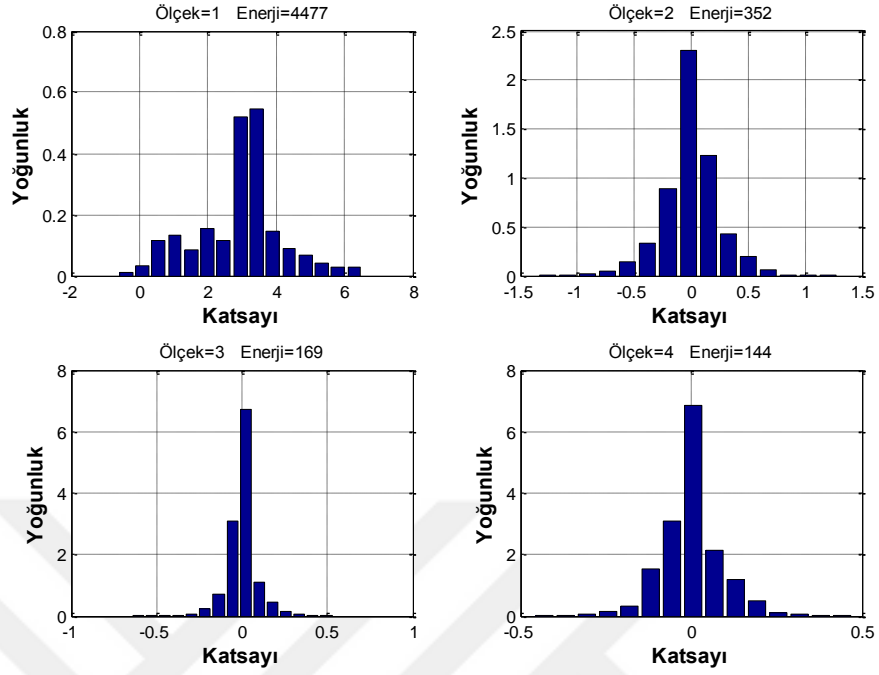 Ölçek=1 Enerji=4477
0.8
0.6
0.4
0.2
0
-2 0 2 4 6 8
Yoğunluk
Katsayı
Ölçek=2 Enerji=352
2.5
2
1.5
1
0.5
0
-1.5 -1 -0.5 0 0.5 1 1.5
Yoğunluk
Katsayı
Ölçek=3 Enerji=169
8
6
4
2
0
-1 -0.5 0 0.5 1
Yoğunluk
Katsayı
Ölçek=4 Enerji=144
8
6
4
2
0
-0.5 0 0.5
Yoğunluk
Katsayı